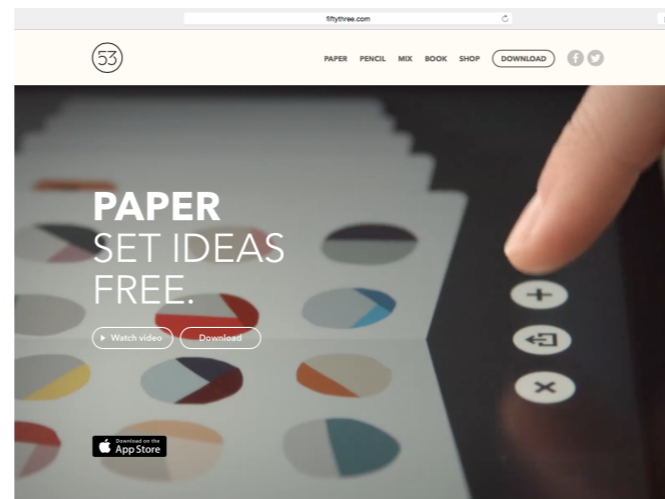 fiftythree.com
53
PAPER PENCIL MIX BOOK SHOP DOWNLOAD
PAPER
SET IDEAS
FREE.
Watch video Download
Download on the
App Store